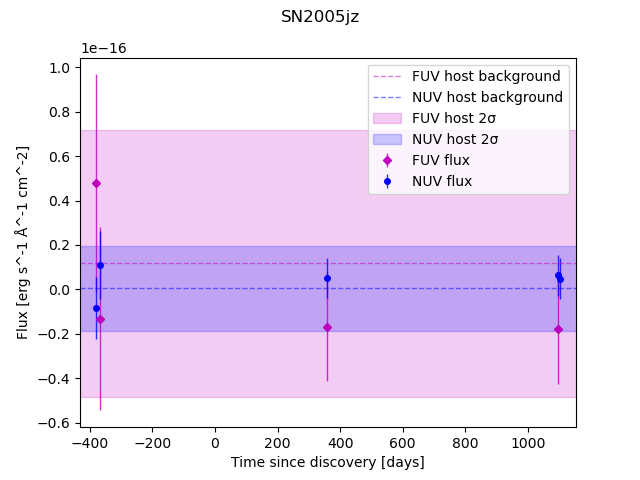 SN2005jz
1e−16
1.0
0.8
0.6
0.4
0.2
0.0
−0.2
−0.4
−0.6
Flux [erg s^-1 Å^-1 cm^-2]
FUV host background
NUV host background
FUV host 2σ
NUV host 2σ
FUV flux
NUV flux
−400 −200 0 200 400 600 800 1000
Time since discovery [days]